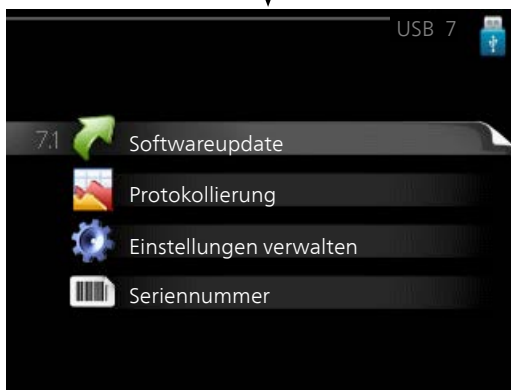 USB 7
7.1 Softwareupdate
Protokollierung
Einstellungen verwalten
Seriennummer